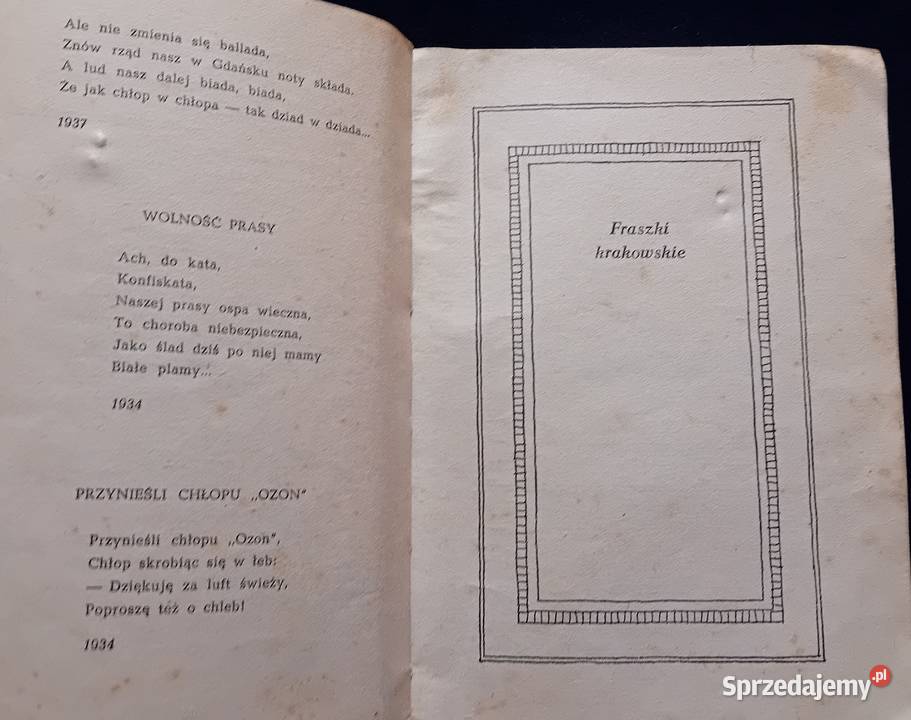 Ale nie zmienia się ballada,
Znów rząd nasz w Gdańsku noty składa,
A lud nasz dalej biada, biada,
Że jak chłop w chłopa — tak dziad w dziada...
1937
WOLNOŚĆ PRASY
Ach, do kata,
Konfiskata,
Naszej prasy ospa wieczna,
To choroba niebezpieczna,
Jako ślad dziś po niej mamy
Białe plamy...
1934
PRZYNIEŚLI CHŁOPU „OZON"
Przynieśli chłopu „Ozon",
Chłop skrobiąc się w łeb:
— Dziękuję za luft świeży,
Poproszę też o chleb!
1934
Fraszki
krakowskie
Sprzedajemy.pl